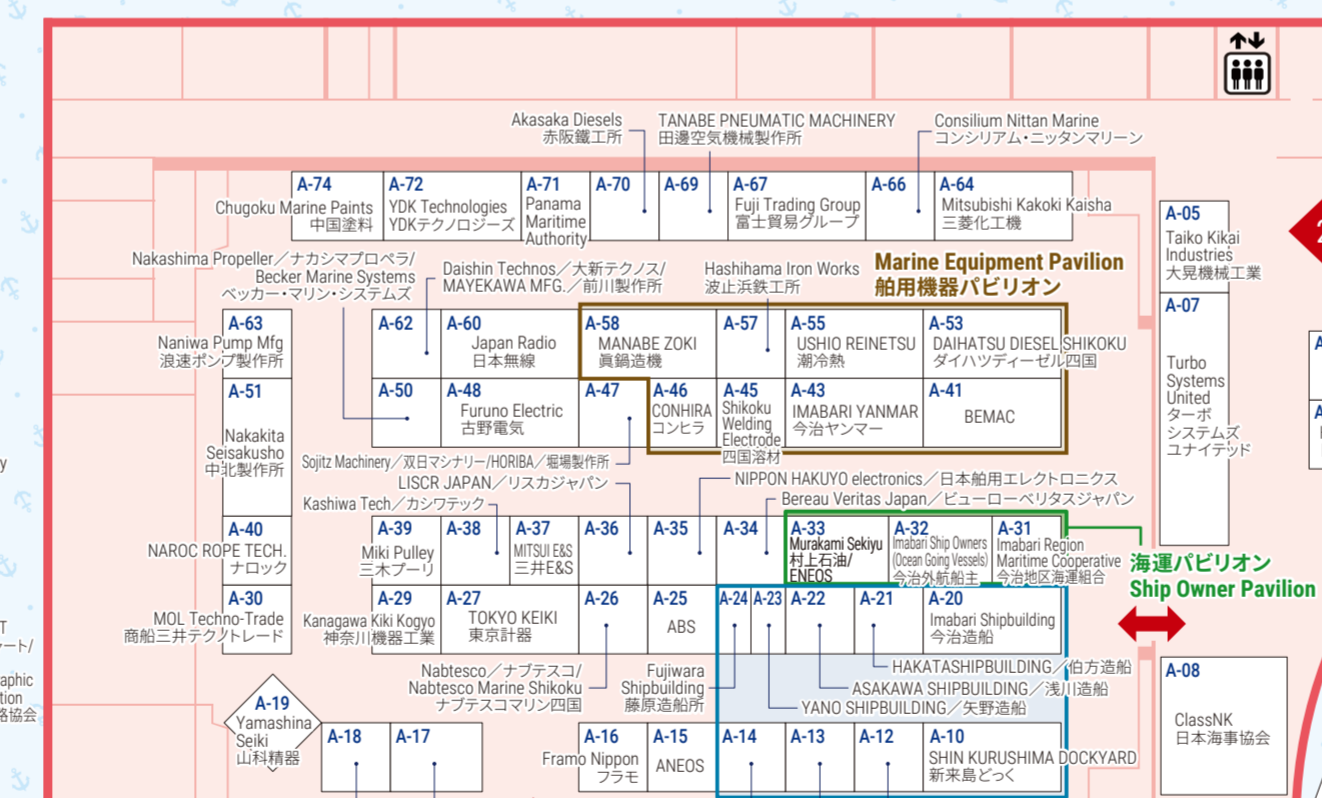 Akasaka Diesels
赤阪鐵工所
TANABE PNEUMATIC MACHINERY
田邊空気機械製作所
Consilium Nittan Marine
コンシリアム・ニッタンマリーン
A-74
Chugoku Marine Paints
中国塗料
A-72
YDK Technologies
YDKテクノロジーズ
A-71
Panama
Maritime
Authority
A-70
A-69
A-67
Fuji Trading Group
富士貿易グループ
A-66
A-64
Mitsubishi Kakoki Kaisha
三菱化工機
A-05
Taiko Kikai
Industries
大晃機械工業
2
Nakashima Propeller/ナカシマプロペラ/
Becker Marine Systems
ベッカー・マリン・システムズ
Daishin Technos/大新テクノス/
MAYEKAWA MFG./前川製作所
Hashihama Iron Works
波止浜鉄工所
Marine Equipment Pavilion
舶用機器パビリオン
A-07
Turbo
Systems
United
ターボ
システムズ
ユナイテッド
A-63
Naniwa Pump Mfg
浪速ポンプ製作所
A-62
A-60
Japan Radio
日本無線
A-58
MANABE ZOKI
眞鍋造機
A-57
A-55
USHIO REINETSU
潮冷熱
A-53
DAIHATSU DIESEL SHIKOKU
ダイハツディーゼル四国
A-51
Nakakita
Seisakusho
中北製作所
A-50
A-48
Furuno Electric
古野電気
A-47
A-46
CONHIRA
コンヒラ
A-45
Shikoku
Welding
Electrode
四国溶材
A-43
IMABARI YANMAR
今治ヤンマー
A-41
BEMAC
Sojitz Machinery/双日マシナリー/HORIBA/堀場製作所
LISCR JAPAN/リスカジャパン
Kashiwa Tech/カシワテック
NIPPON HAKUYO electronics/日本舶用エレクトロニクス
Bereau Veritas Japan/ビューローベリタスジャパン
A-40
NAROC ROPE TECH.
ナロック
A-39
Miki Pulley
三木プーリ
A-38
A-37
MITSUI E&S
三井E&S
A-36
A-35
A-34
A-33
Murakami Sekiyu
村上石油/
ENEOS
A-32
Imabari Ship Owners
(Ocean Going Vessels)
今治外航船主
A-31
Imabari Region
Maritime Cooperative
今治地区海運組合
海運パビリオン
Ship Owner Pavilion
A-30
MOL Techno-Trade
商船三井テクノトレード
A-29
Kanagawa Kiki Kogyo
神奈川機器工業
A-27
TOKYO KEIKI
東京計器
A-26
A-25
ABS
A-24
A-23
A-22
A-21
A-20
Imabari Shipbuilding
今治造船
Nabtesco/ナブテスコ/
Nabtesco Marine Shikoku
ナブテスコマリン四国
Fujiwara
Shipbuilding
藤原造船所
HAKATASHIPBUILDING/伯方造船
ASAKAWA SHIPBUILDING/浅川造船
YANO SHIPBUILDING/矢野造船
A-08
ClassNK
日本海事協会
A-19
Yamashina
Seiki
山科精器
A-18
A-17
A-16
Framo Nippon
フラモ
A-15
ANEOS
A-14
A-13
A-12
A-10
SHIN KURUSHIMA DOCKYARD
新来島どっく